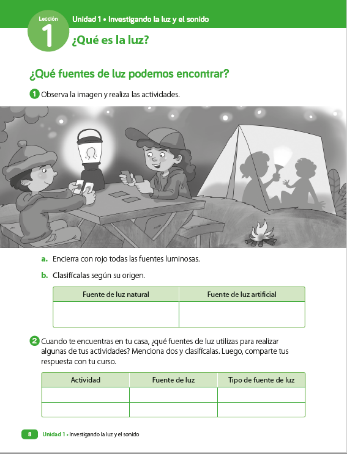 Lección
1
Unidad 1 • Investigando la luz y el sonido
¿Qué es la luz?
¿Qué fuentes de luz podemos encontrar?
1 Observa la imagen y realiza las actividades.
a. Encierra con rojo todas las fuentes luminosas.
b. Clasifícalas según su origen.
Fuente de luz natural Fuente de luz artificial
2 Cuando te encuentras en tu casa, ¿qué fuentes de luz utilizas para realizar
algunas de tus actividades? Menciona dos y clasifícalas. Luego, comparte tus
respuesta con tu curso.
Actividad Fuente de luz Tipo de fuente de luz
8 Unidad 1 • Investigando la luz y el sonido